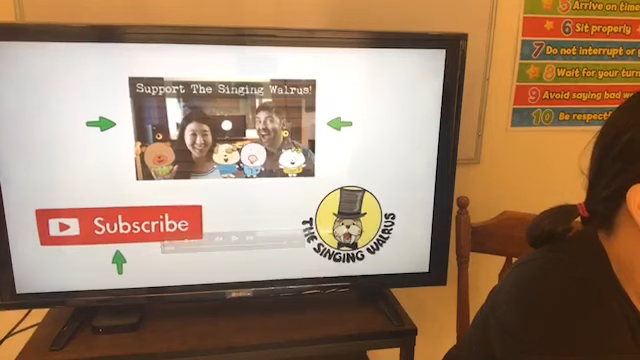 Support The Singing Walrus!
Subscribe
THE SINGING WALRUS
5 Arrive on time
6 Sit properly
7 Do not interrupt or
8 Wait for your turn
9 Avoid saying bad
10 Be respectf